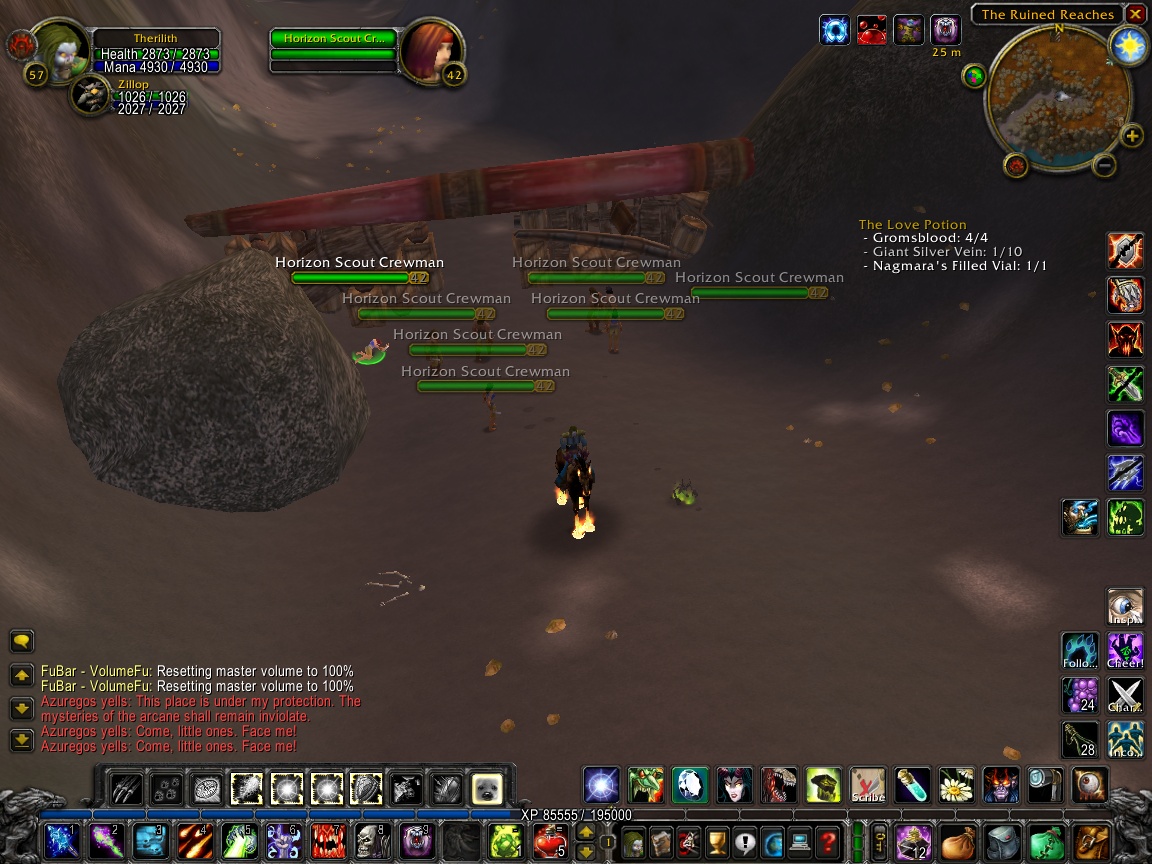 The Ruined Reaches
Therilith
Health 2873 / 2873
Mana 4930 / 4930
57
Zillop
1026 / 1026
2027 / 2027
Horizon Scout Cr...
42
25 m
N
The Love Potion
- Gromsblood: 4/4
- Giant Silver Vein: 1/10
- Nagmara's Filled Vial: 1/1
Horizon Scout Crewman
42
Horizon Scout Crewman
42
Horizon Scout Crewman
42
Horizon Scout Crewman
42
Horizon Scout Crewman
42
Horizon Scout Crewman
42
Horizon Scout Crewman
42
Insp...
Follo...
Cheer!
24
Char...
28
Inco...
FuBar - VolumeFu: Resetting master volume to 100%
FuBar - VolumeFu: Resetting master volume to 100%
Azuregos yells: This place is under my protection. The
mysteries of the arcane shall remain inviolate.
Azuregos yells: Come, little ones. Face me!
Azuregos yells: Come, little ones. Face me!
Scribe
XP 85555 / 195000
1
2
3
4
5
6
7
8
9
5
1
12